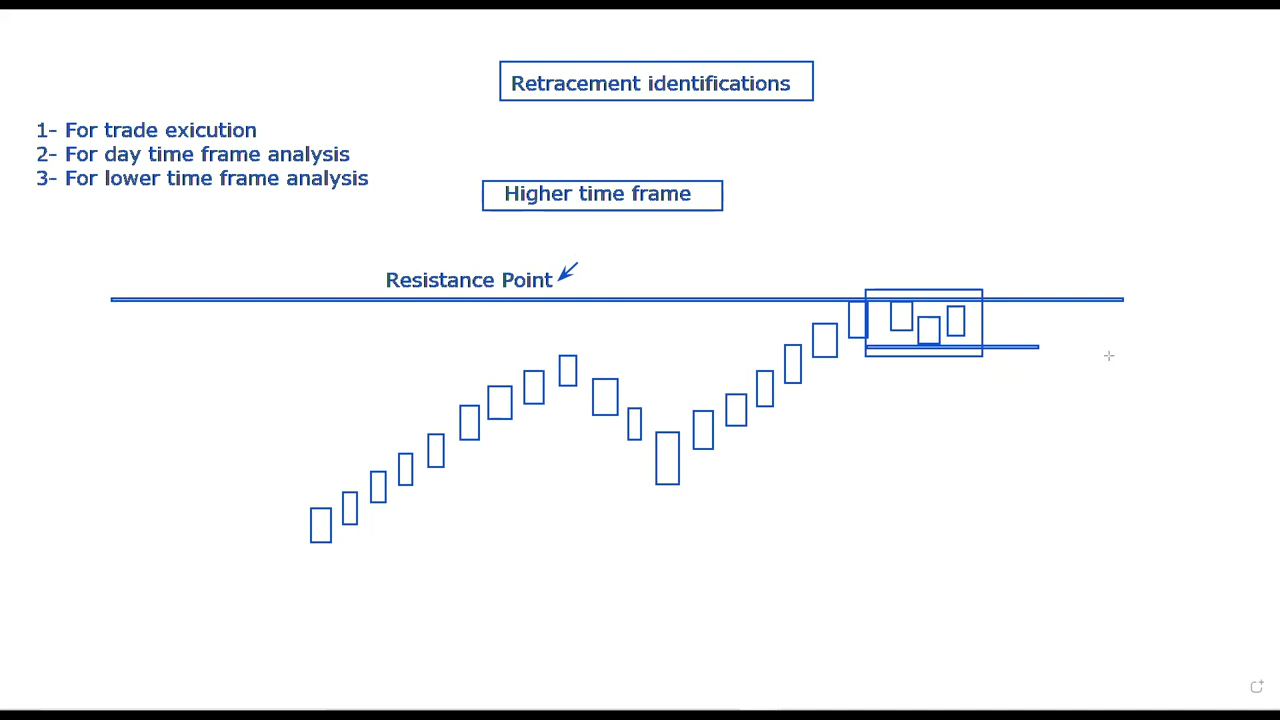 Retracement identifications
1- For trade exicution
2- For day time frame analysis
3- For lower time frame analysis
Higher time frame
Resistance Point